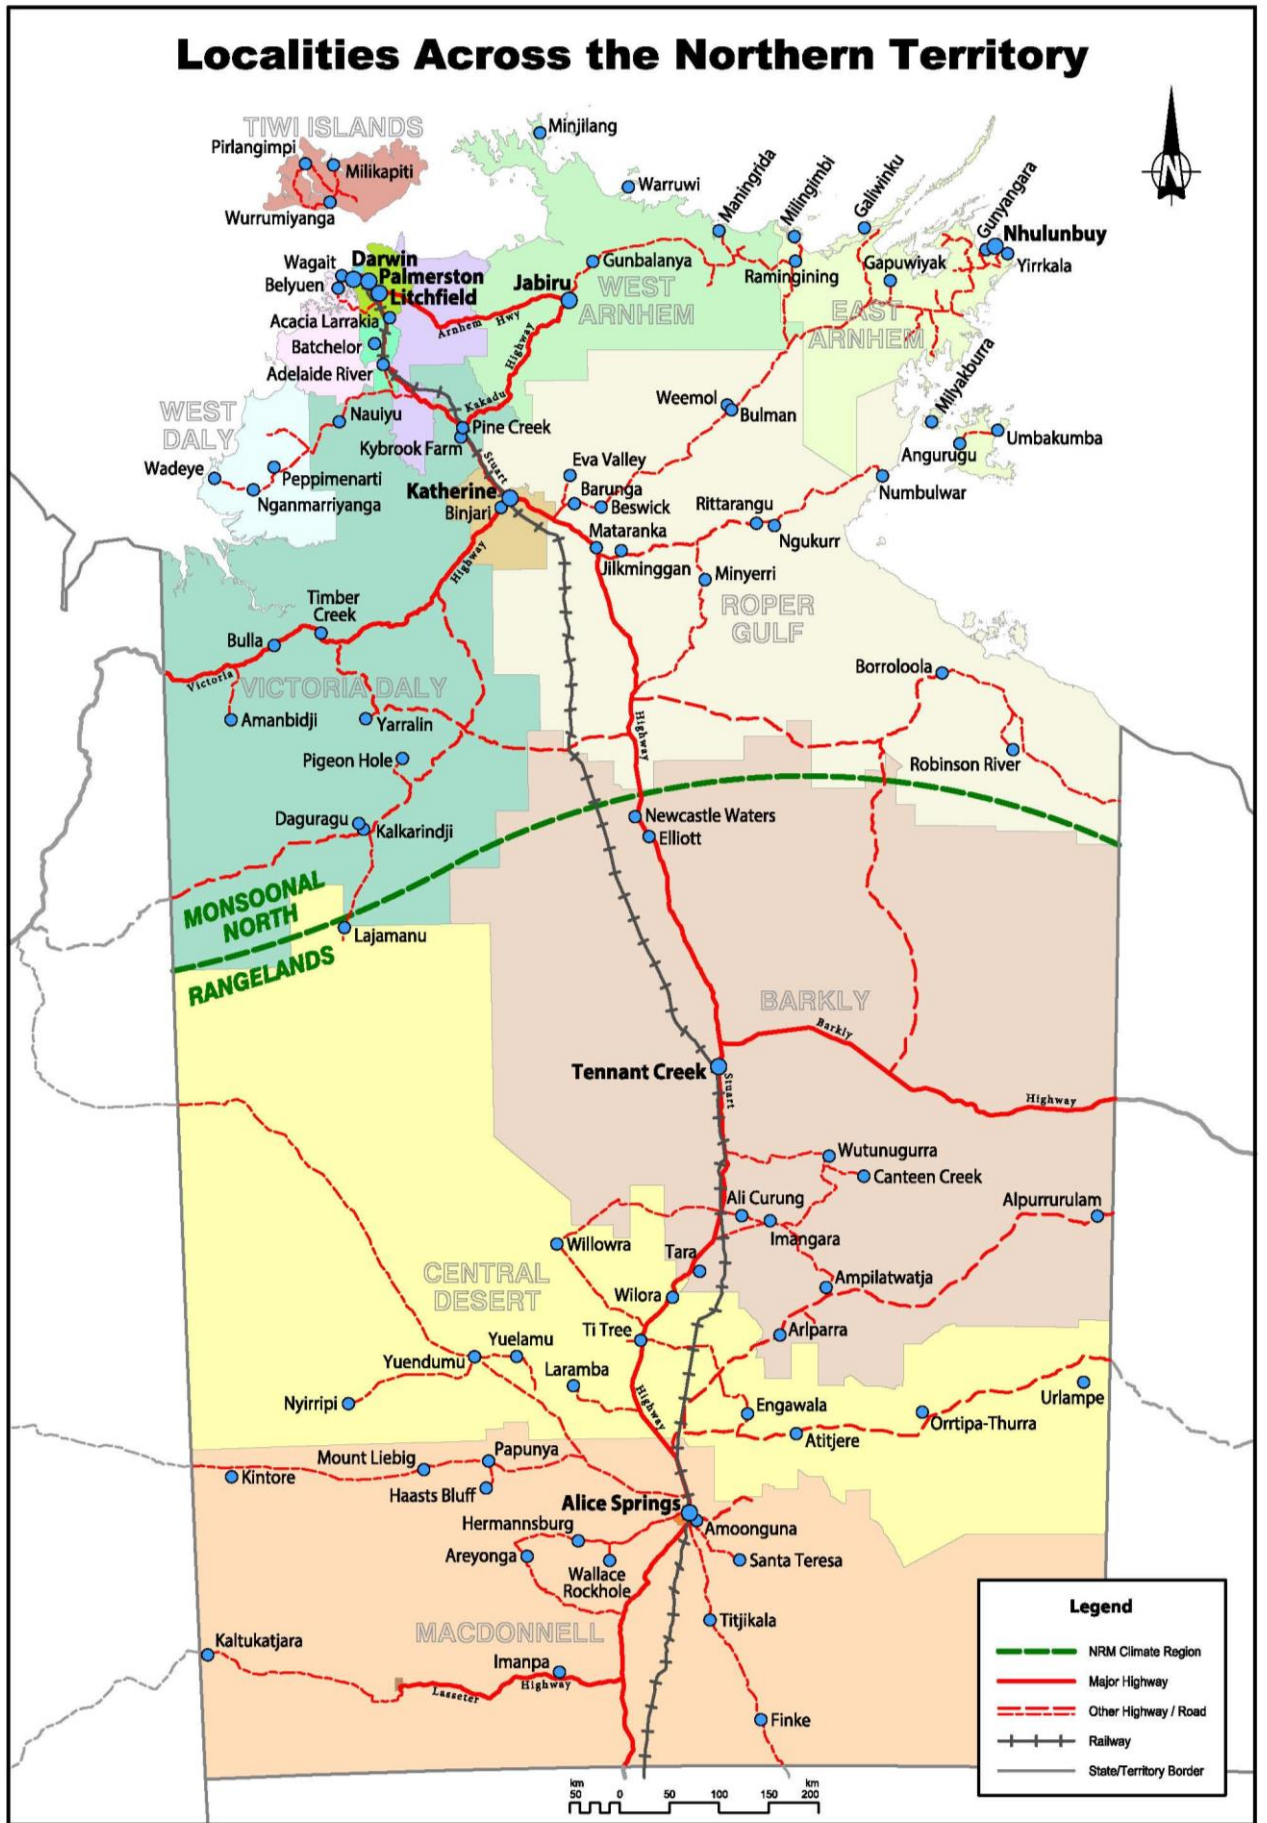 Localities Across the Northern Territory
N
TIWI ISLANDS
Minjilang
Pirlangimpi
Milikapiti
Wurrumiyanga
Warruwi
Maningrida
Milingimbi
Galiwinku
Gunyangara
Nhulunbuy
Yirrkala
Wagait
Darwin
Belyuen
Palmerston
Litchfield
Jabiru
Gunbalanya
WEST
ARNHEM
Ramingining
Gapuwiyak
EAST
ARNHEM
Acacia Larrakia
Arnhem Hwy
Batchelor
Adelaide River
Kakadu
Highway
Milyakburra
WEST
DALY
Nauiyu
Pine Creek
Kybrook Farm
Weemol
Bulman
Umbakumba
Angurugu
Wadeye
Peppimenarti
Nganmarriyanga
Stuart
Eva Valley
Numbulwar
Katherine
Binjari
Barunga
Beswick
Rittarangu
Ngukurr
Mataranka
Jilkminggan
Minyerri
Highway
Timber
Creek
ROPER
GULF
Bulla
Victoria
VICTORIA DALY
Borroloola
Amanbidji
Yarralin
Highway
Pigeon Hole
Robinson River
Daguragu
Kalkarindji
Newcastle Waters
Elliott
MONSOONAL
NORTH
Lajamanu
RANGELANDS
BARKLY
Barkly
Tennant Creek
Stuart
Highway
Wutunugurra
Canteen Creek
Ali Curung
Alpurrurulam
Imangara
Willowra
Tara
CENTRAL
DESERT
Ampilatwatja
Wilora
Ti Tree
Arlparra
Yuelamu
Yuendumu
Laramba
Nyirripi
Highway
Engawala
Urlampe
Orrtipa-Thurra
Atitjere
Mount Liebig
Papunya
Kintore
Haasts Bluff
Alice Springs
Hermannsburg
Amoonguna
Areyonga
Wallace
Rockhole
Santa Teresa
MACDONNELL
Titjikala
Kaltukatjara
Imanpa
Lasseter
Highway
Finke
Legend
NRM Climate Region
Major Highway
Other Highway / Road
Railway
State/Territory Border
km km
50 0 50 100 150 200